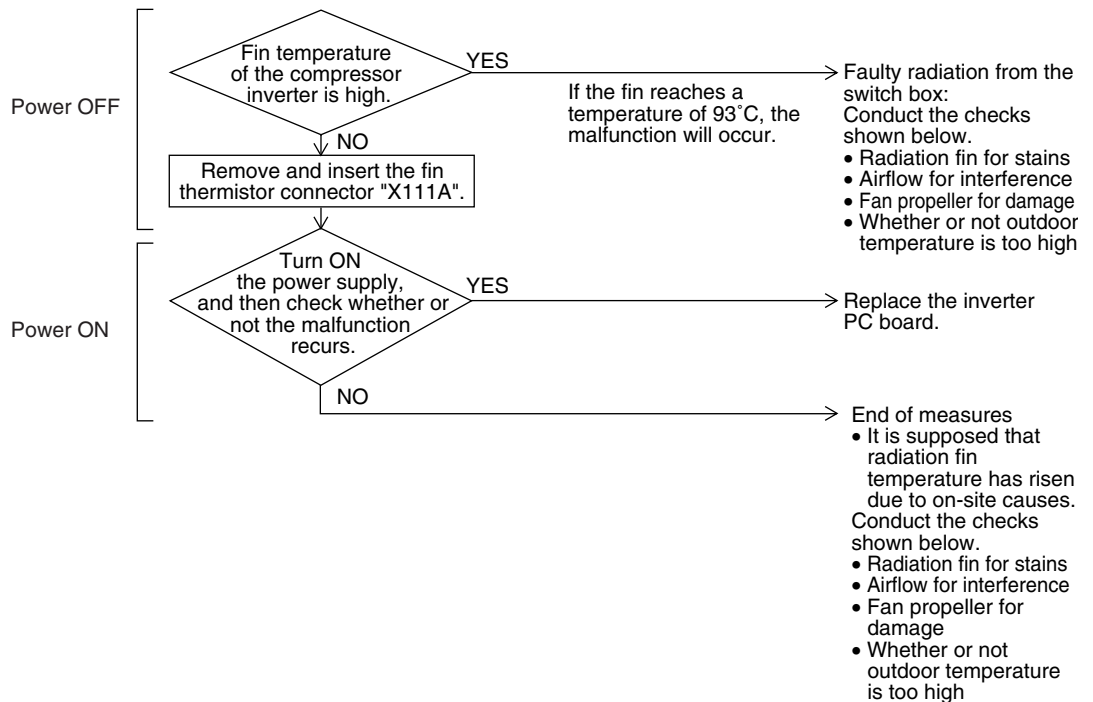 Power OFF
Fin temperature
of the compressor
inverter is high.
YES
If the fin reaches a
temperature of 93˚C, the
malfunction will occur.
Faulty radiation from the
switch box:
Conduct the checks
shown below.
• Radiation fin for stains
• Airflow for interference
• Fan propeller for damage
• Whether or not outdoor
temperature is too high
NO
Remove and insert the fin
thermistor connector "X111A".
Power ON
Turn ON
the power supply,
and then check whether or
not the malfunction
recurs.
YES
Replace the inverter
PC board.
NO
End of measures
• It is supposed that
radiation fin
temperature has risen
due to on-site causes.
Conduct the checks
shown below.
• Radiation fin for stains
• Airflow for interference
• Fan propeller for
damage
• Whether or not
outdoor temperature
is too high